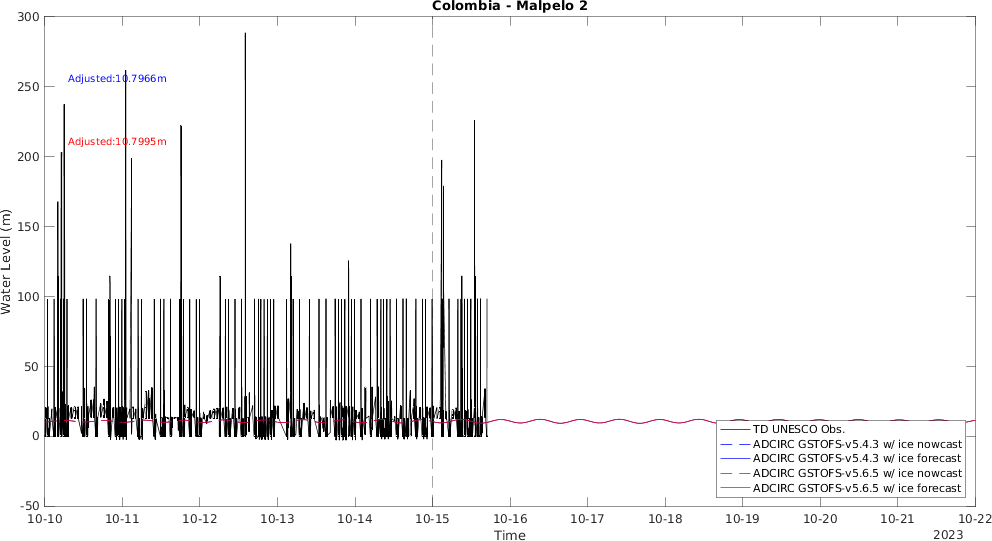 Colombia - Malpelo 2
300
250
200
150
100
50
0
-50
Water Level (m)
Adjusted:10.7966m
Adjusted:10.7995m
TD UNESCO Obs.
ADCIRC GSTOFS-v5.4.3 w/ ice nowcast
ADCIRC GSTOFS-v5.4.3 w/ ice forecast
ADCIRC GSTOFS-v5.6.5 w/ ice nowcast
ADCIRC GSTOFS-v5.6.5 w/ ice forecast
10-10 10-11 10-12 10-13 10-14 10-15 10-16 10-17 10-18 10-19 10-20 10-21 10-22
Time
2023